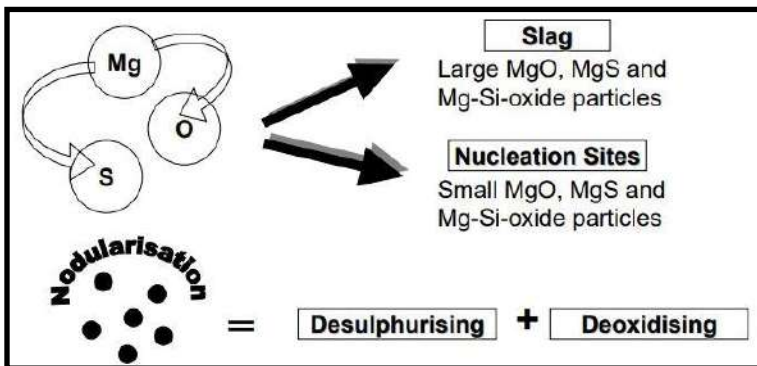 Mg
O
S
Slag
Large MgO, MgS and
Mg-Si-oxide particles
Nucleation Sites
Small MgO, MgS and
Mg-Si-oxide particles
Nodularisation
= Desulphurising + Deoxidising